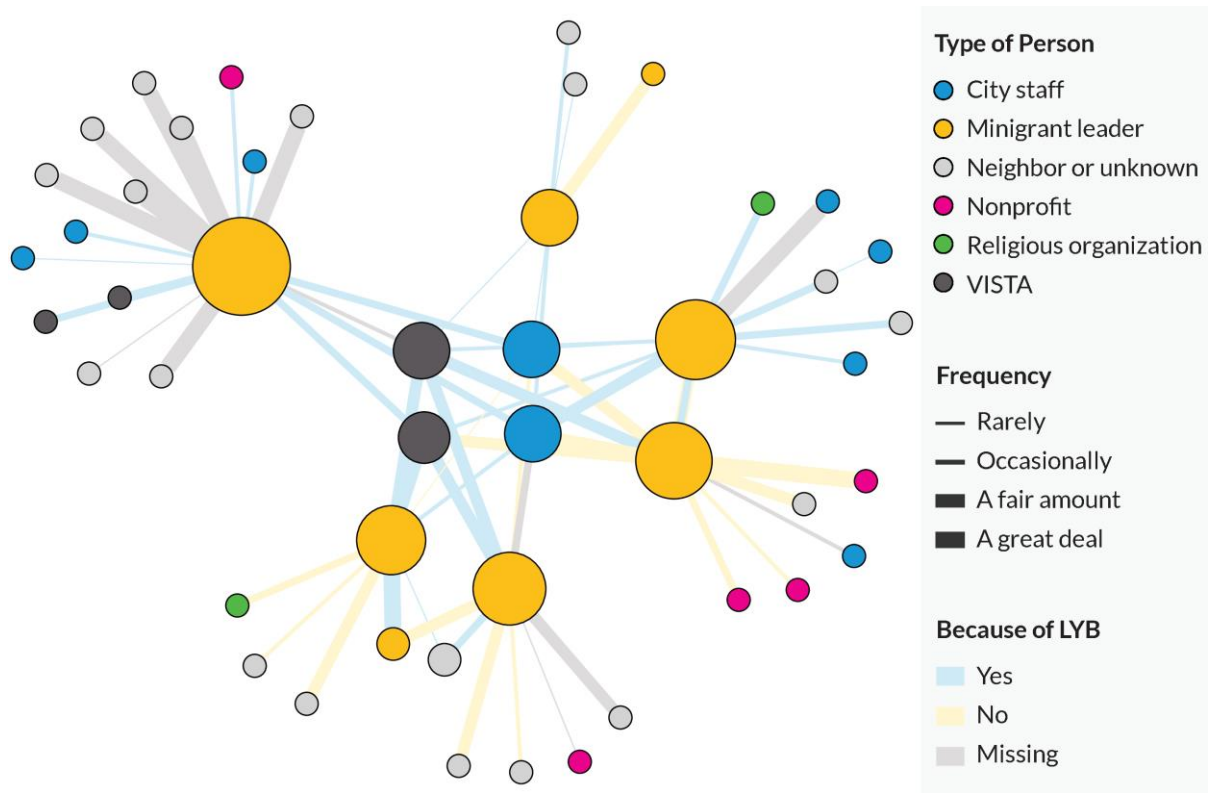 Type of Person
City staff
Minigrant leader
Neighbor or unknown
Nonprofit
Religious organization
VISTA
Frequency
Rarely
Occasionally
A fair amount
A great deal
Because of LYB
Yes
No
Missing